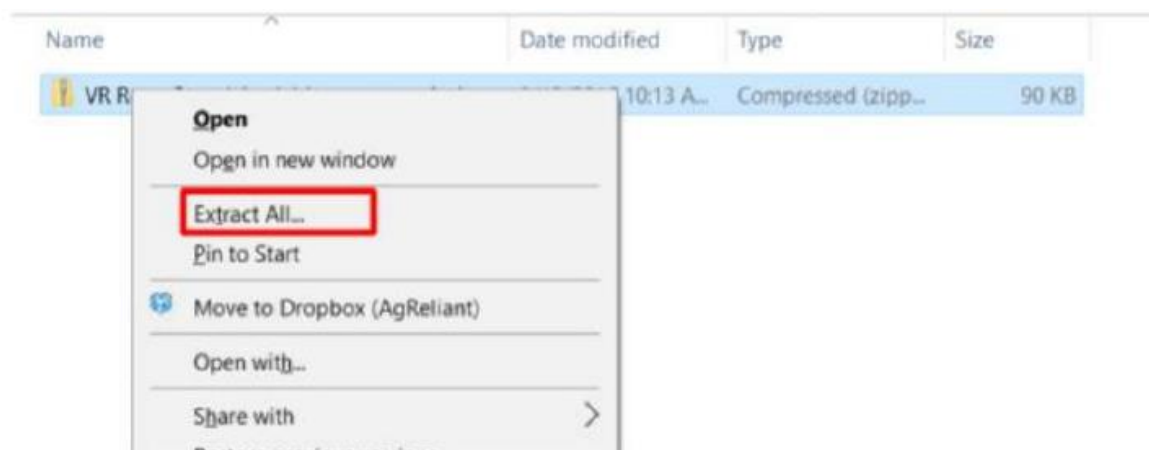 Name Date modified Type Size
VR R 10:13 A... Compressed (zipp... 90 KB
Open
Open in new window
Extract All...
Pin to Start
Move to Dropbox (AgReliant)
Open with...
Share with